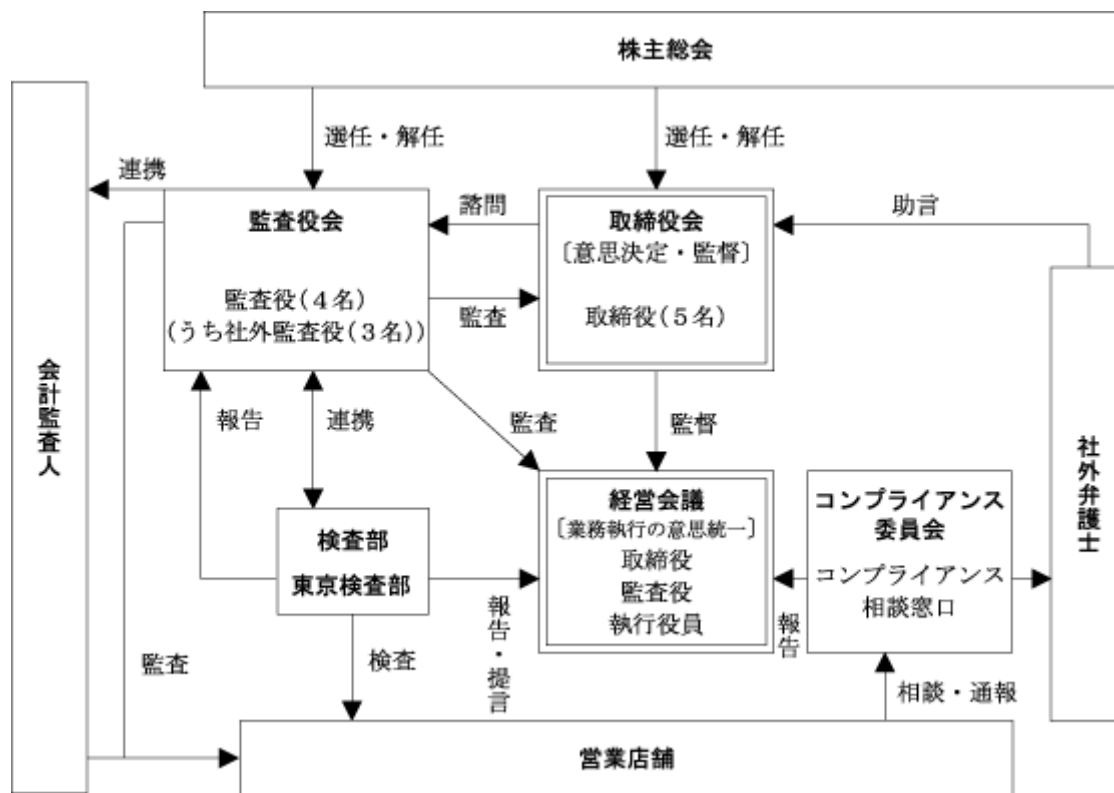 株主総会
選任・解任
選任・解任
連携
監査役会
監査役(4名)
(うち社外監査役(3名))
諮問
監査
取締役会
〔意思決定・監督〕
取締役(5名)
助言
会計監査人
報告
連携
監査
監督
社外弁護士
検査部
東京検査部
経営会議
〔業務執行の意思統一〕
取締役
監査役
執行役員
コンプライアンス
委員会
コンプライアンス
相談窓口
報告・提言
報告
監査
検査
相談・通報
営業店舗